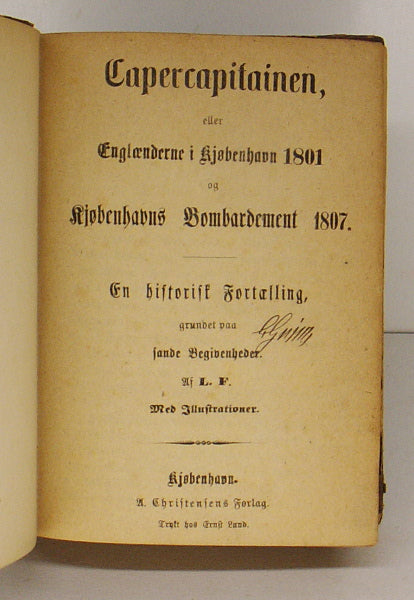 Capercapitainen,
eller
Englænderne i Kjøbenhavn 1801
og
Kjøbenhavns Bombardement 1807.
En historisk Fortælling,
grundet paa
sande Begivenheder.
Af L. F.
Med Illustrationer.
Kjøbenhavn.
A. Christensens Forlag.
Trykt hos Ernst Lund.